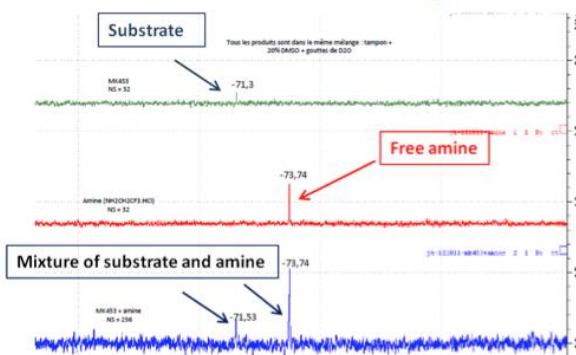 Substrate
Tous les produits sont dans le même mélange : tampon +
20% DMSO + gouttes de D2O
-71,3
MK453
NS = 32
Free amine
-73,74
Amine (NH2CH2CF3.HCl)
NS = 32
Mixture of substrate and amine
-73,74
-71,53
MK453 + amine
NS = 256